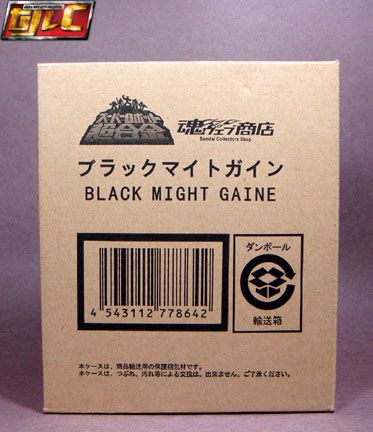 スーパーロボット
超合金
魂ウェブ商店
Bandai Collectors Shop
ブラックマイトガイン
BLACK MIGHT GAINE
4 543112 778642
ダンボール
輸送箱
本ケースは、商品輸送用の保護梱包材です。
本ケースは、つぶれ、汚れ等による交換は、出来ません。ご了承ください。